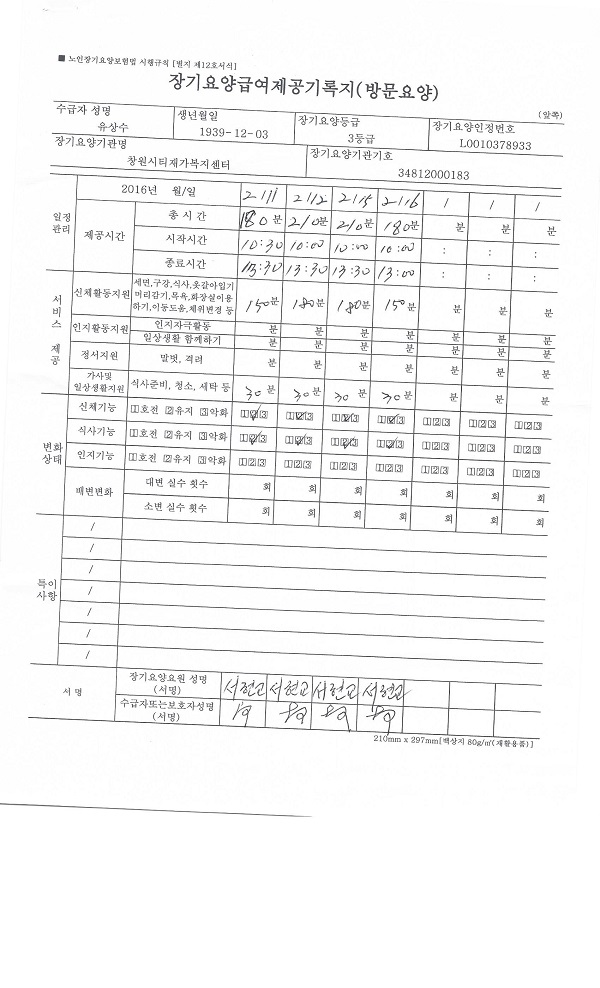 ■ 노인장기요양보험법 시행규칙 [별지 제12호서식]
장기요양급여제공기록지(방문요양)
(앞쪽)
수급자 성명 생년월일 장기요양등급 장기요양인정번호
유상수 1939-12-03 3등급 L0010378933
장기요양기관명 장기요양기관기호
창원시티재가복지센터 34812000183
일정관리 2016년 월/일 2/11 2/12 2/15 2/16 / / /
제공시간 총 시간 180분 210분 210분 180분 분 분 분
시작시간 10:30 10:00 10:00 10:00 : : :
종료시간 13:30 13:30 13:30 13:00 : : :
서비스 제공
신체활동지원 세면,구강,식사,옷갈아입기
머리감기,목욕,화장실이용
하기,이동도움,체위변경 등 150분 180분 180분 150분 분 분 분
인지활동지원 인지자극활동 분 분 분 분 분 분 분
일상생활 함께하기 분 분 분 분 분 분 분
정서지원 말벗, 격려 분 분 분 분 분 분 분
가사및
일상생활지원 식사준비, 청소, 세탁 등 30분 30분 30분 30분 분 분 분
변화상태
신체기능 1호전 2유지 3악화 123 123 123 123 123 123 123
식사기능 1호전 2유지 3악화 123 123 123 123 123 123 123
인지기능 1호전 2유지 3악화 123 123 123 123 123 123 123
배변변화 대변 실수 횟수 회 회 회 회 회 회 회
소변 실수 횟수 회 회 회 회 회 회 회
특이사항
/
/
/
/
/
/
/
서 명 장기요양요원 성명
(서명) 서현고 서현고 서현고 서현고
수급자또는보호자성명
(서명)
210mm x 297mm[백상지 80g/㎡(재활용품)]